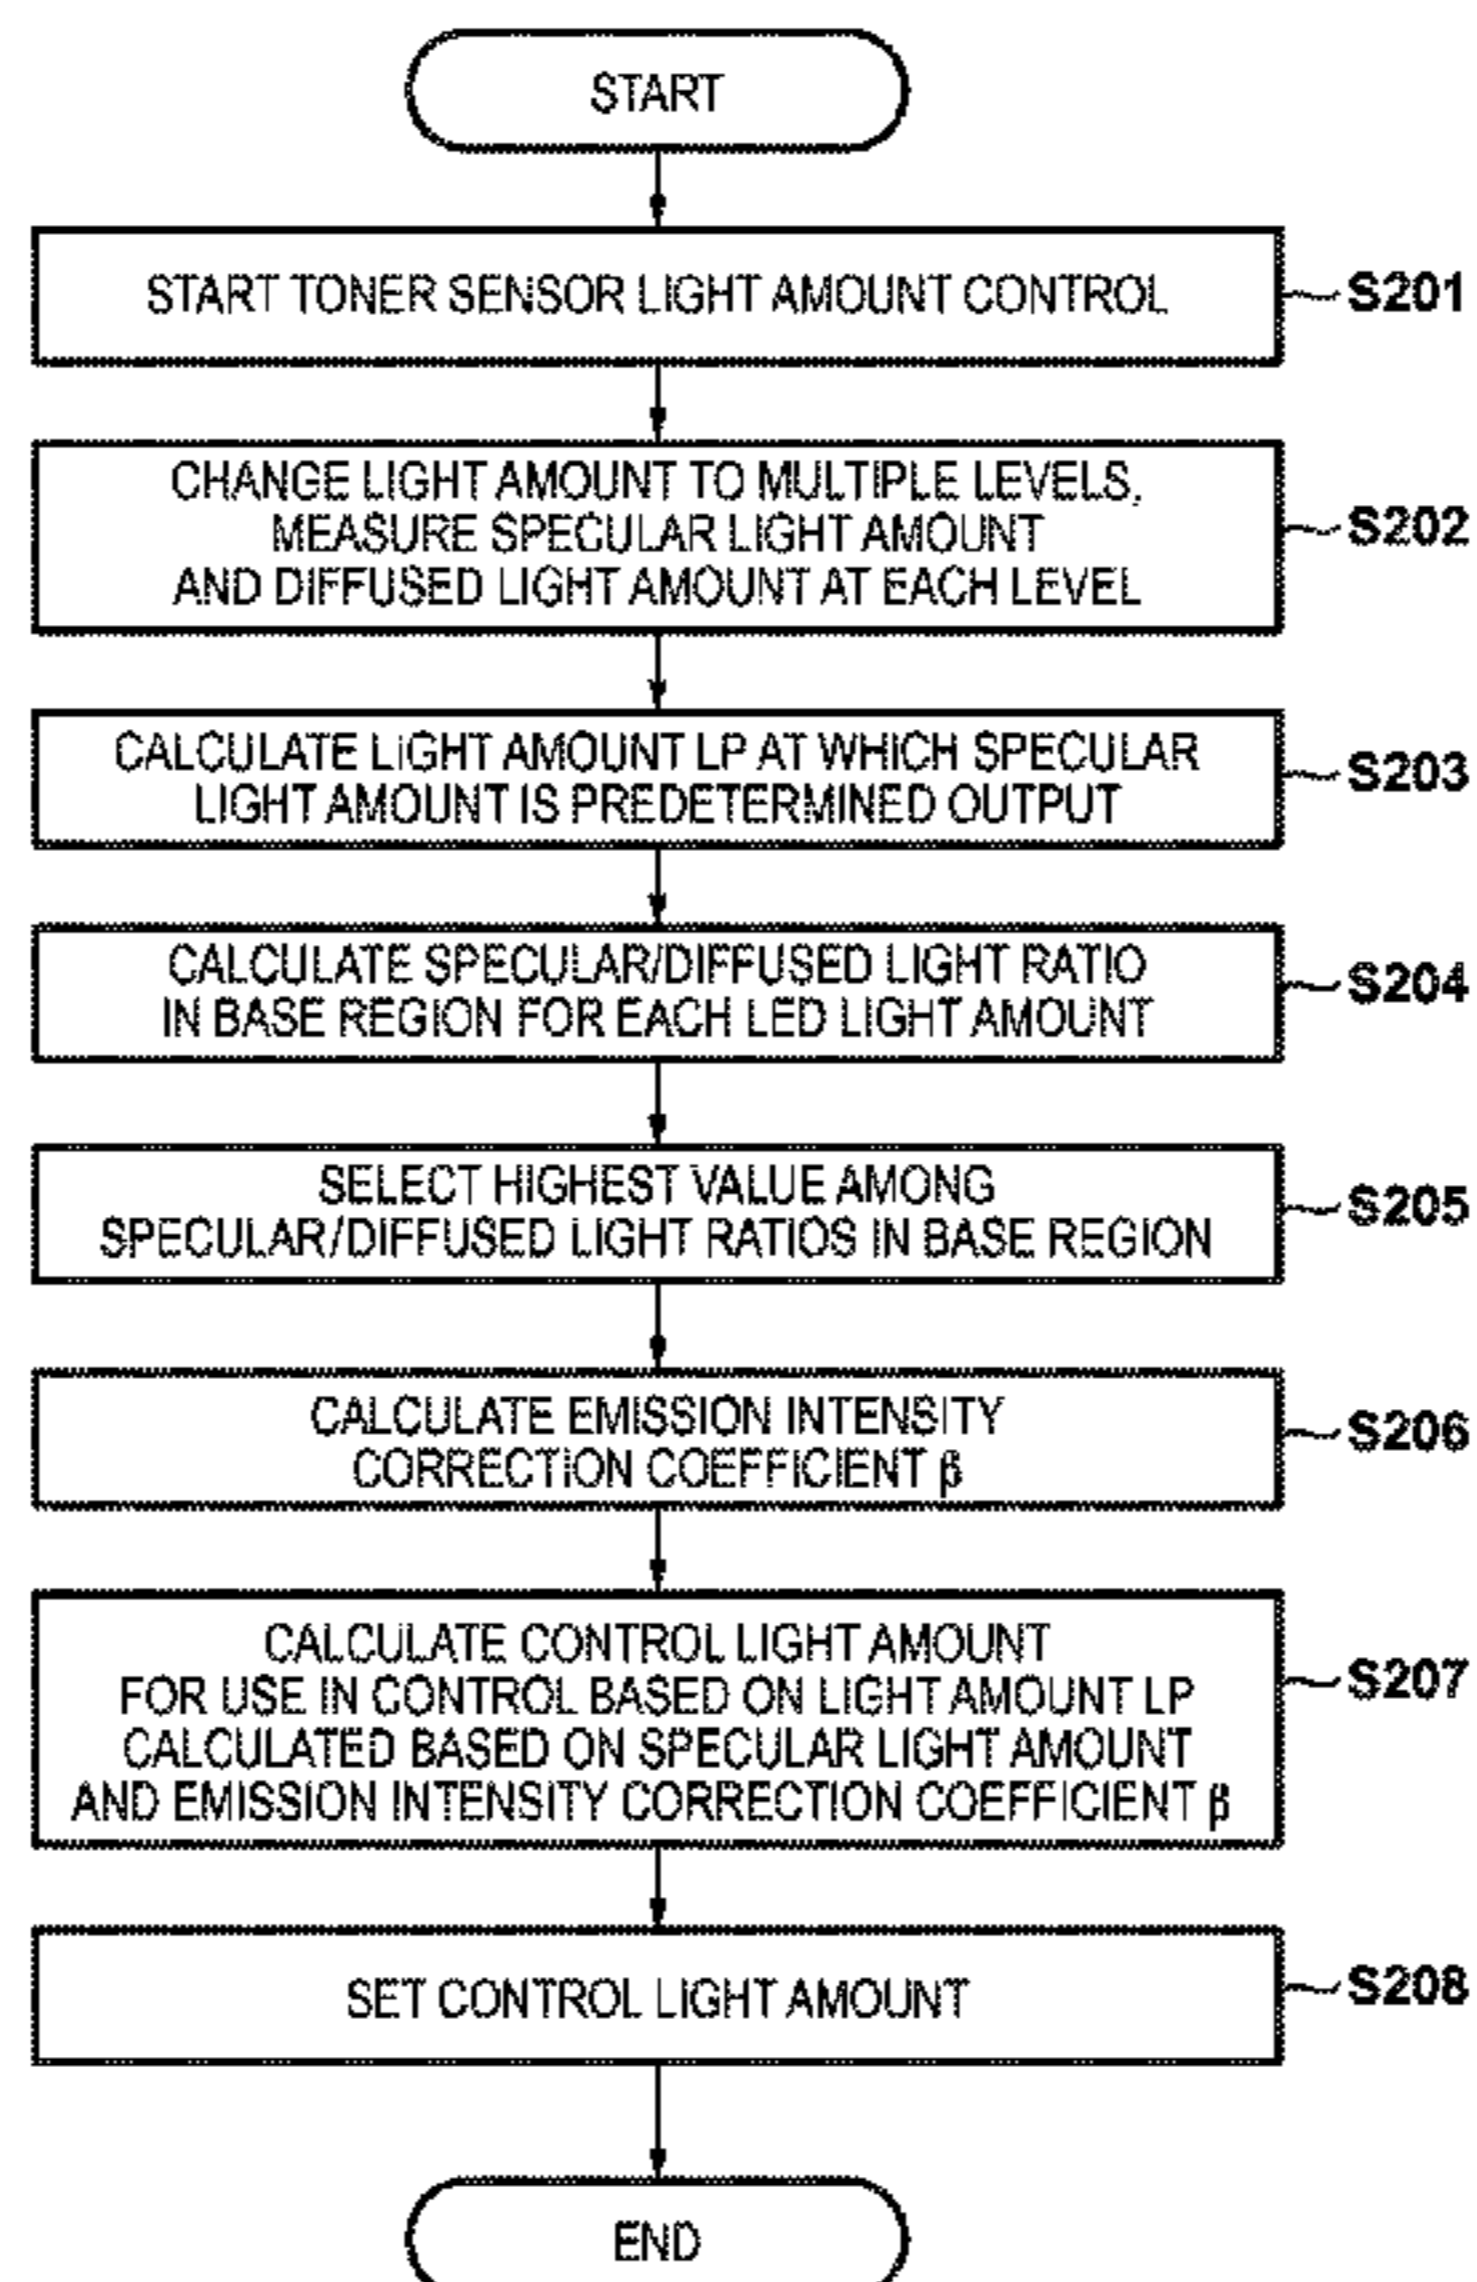 START
START TONER SENSOR LIGHT AMOUNT CONTROL
S201
CHANGE LIGHT AMOUNT TO MULTIPLE LEVELS,
MEASURE SPECULAR LIGHT AMOUNT
AND DIFFUSED LIGHT AMOUNT AT EACH LEVEL
S202
CALCULATE LIGHT AMOUNT LP AT WHICH SPECULAR
LIGHT AMOUNT IS PREDETERMINED OUTPUT
S203
CALCULATE SPECULAR/DIFFUSED LIGHT RATIO
IN BASE REGION FOR EACH LED LIGHT AMOUNT
S204
SELECT HIGHEST VALUE AMONG
SPECULAR/DIFFUSED LIGHT RATIOS IN BASE REGION
S205
CALCULATE EMISSION INTENSITY
CORRECTION COEFFICIENT β
S206
CALCULATE CONTROL LIGHT AMOUNT
FOR USE IN CONTROL BASED ON LIGHT AMOUNT LP
CALCULATED BASED ON SPECULAR LIGHT AMOUNT
AND EMISSION INTENSITY CORRECTION COEFFICIENT β
S207
SET CONTROL LIGHT AMOUNT
S208
END